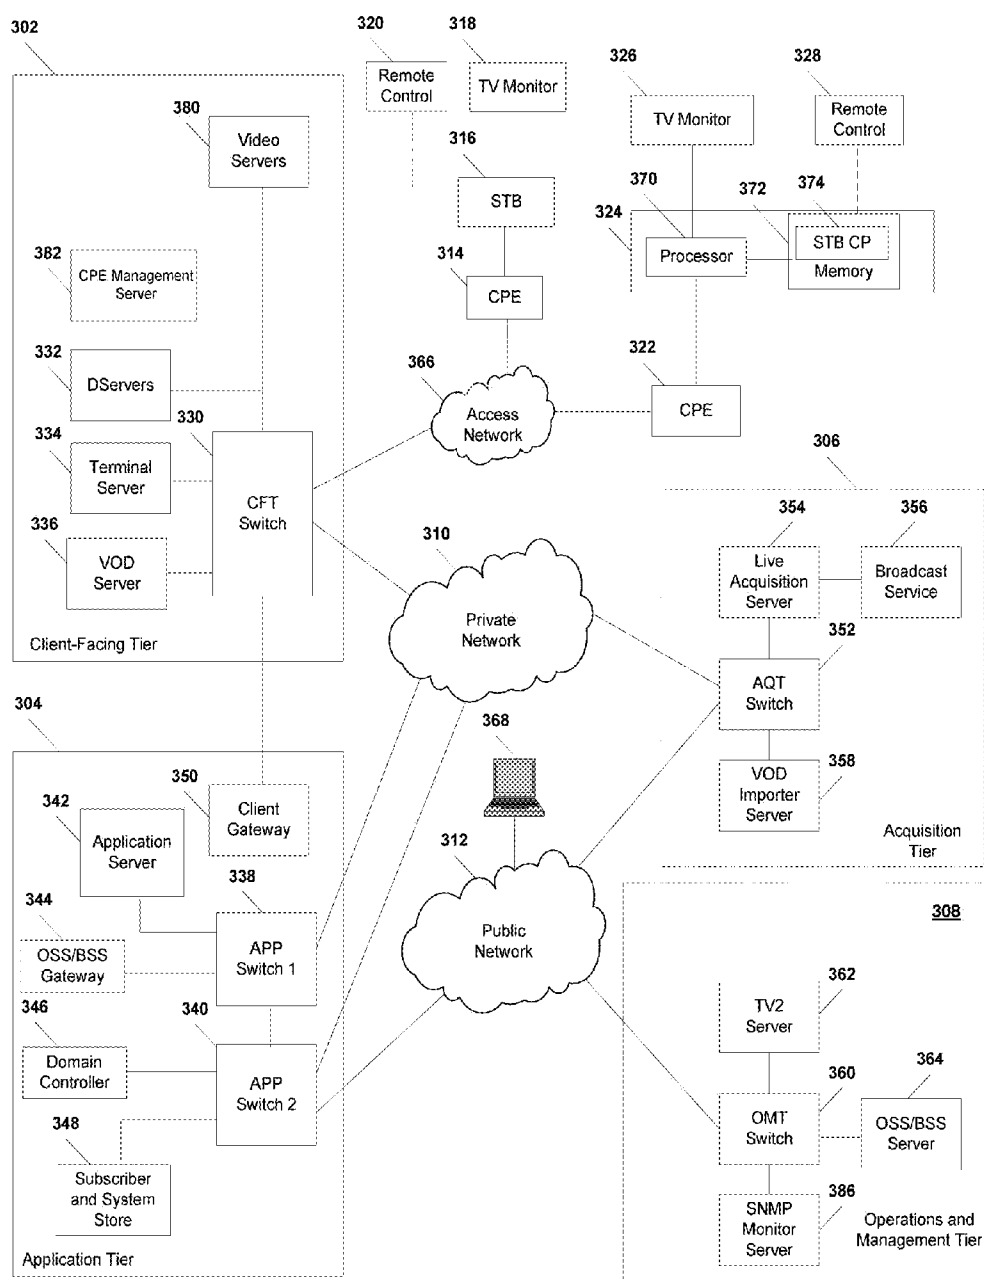 302
320
318
326
328
Remote
Control
TV Monitor
TV Monitor
Remote
Control
380
Video
Servers
316
STB
370
372
374
324
Processor
STB CP
Memory
382
CPE Management
Server
314
CPE
332
DServers
366
Access
Network
322
CPE
334
330
Terminal
Server
CFT
Switch
336
VOD
Server
Client-Facing Tier
310
Private
Network
306
354
356
Live
Acquisition
Server
Broadcast
Service
352
AQT
Switch
358
VOD
Importer
Server
Acquisition
Tier
304
368
350
Client
Gateway
342
Application
Server
312
Public
Network
338
344
OSS/BSS
Gateway
APP
Switch 1
346
340
Domain
Controller
APP
Switch 2
348
Subscriber
and System
Store
Application Tier
308
362
TV2
Server
360
364
OMT
Switch
OSS/BSS
Server
386
SNMP
Monitor
Server
Operations and
Management Tier